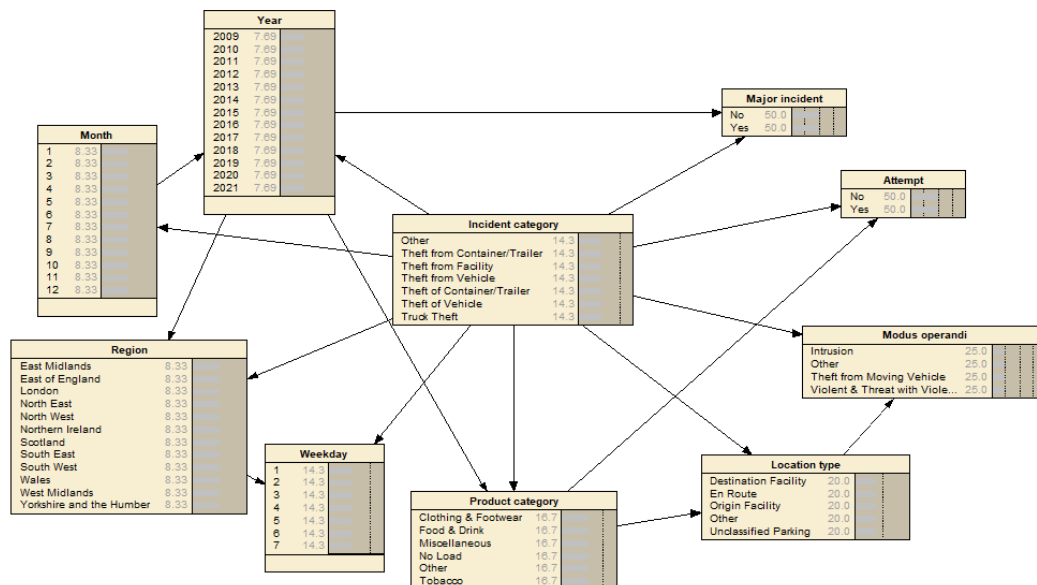 Year
2009 7.69
2010 7.69
2011 7.69
2012 7.69
2013 7.69
2014 7.69
2015 7.69
2016 7.69
2017 7.69
2018 7.69
2019 7.69
2020 7.69
2021 7.69
Major incident
No 50.0
Yes 50.0
Month
1 8.33
2 8.33
3 8.33
4 8.33
5 8.33
6 8.33
7 8.33
8 8.33
9 8.33
10 8.33
11 8.33
12 8.33
Attempt
No 50.0
Yes 50.0
Incident category
Other 14.3
Theft from Container/Trailer 14.3
Theft from Facility 14.3
Theft from Vehicle 14.3
Theft of Container/Trailer 14.3
Theft of Vehicle 14.3
Truck Theft 14.3
Modus operandi
Intrusion 25.0
Other 25.0
Theft from Moving Vehicle 25.0
Violent & Threat with Viole... 25.0
Region
East Midlands 8.33
East of England 8.33
London 8.33
North East 8.33
North West 8.33
Northern Ireland 8.33
Scotland 8.33
South East 8.33
South West 8.33
Wales 8.33
West Midlands 8.33
Yorkshire and the Humber 8.33
Weekday
1 14.3
2 14.3
3 14.3
4 14.3
5 14.3
6 14.3
7 14.3
Location type
Destination Facility 20.0
En Route 20.0
Origin Facility 20.0
Other 20.0
Unclassified Parking 20.0
Product category
Clothing & Footwear 16.7
Food & Drink 16.7
Miscellaneous 16.7
No Load 16.7
Other 16.7
Tobacco 16.7